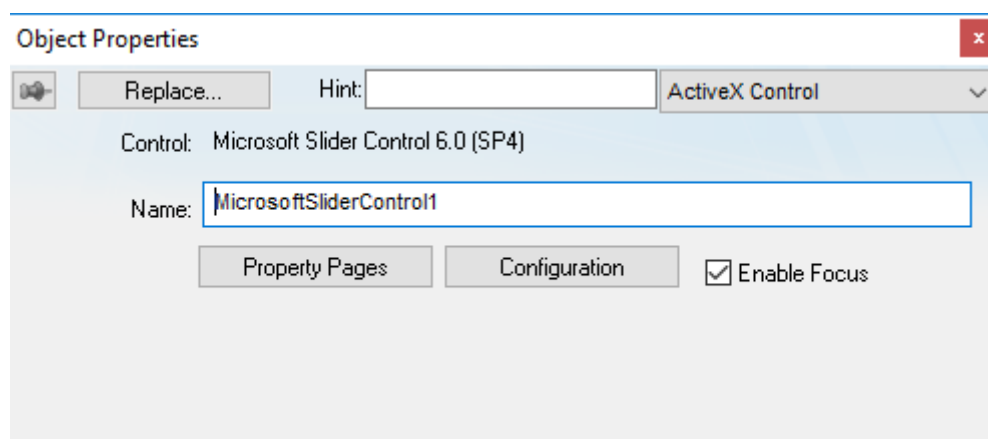 Object Properties
x
Replace... Hint: ActiveX Control
Control: Microsoft Slider Control 6.0 (SP4)
Name: MicrosoftSliderControl1
Property Pages Configuration Enable Focus